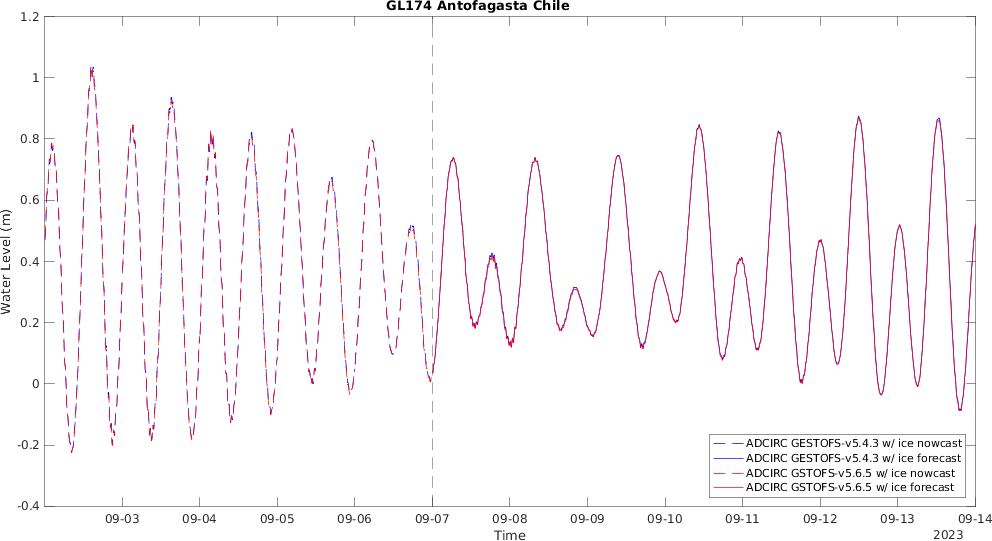 GL174 Antofagasta Chile
1.2
1
0.8
0.6
0.4
0.2
0
-0.2
-0.4
Water Level (m)
09-03 09-04 09-05 09-06 09-07 09-08 09-09 09-10 09-11 09-12 09-13 09-14
Time
2023
ADCIRC GESTOFS-v5.4.3 w/ ice nowcast
ADCIRC GESTOFS-v5.4.3 w/ ice forecast
ADCIRC GSTOFS-v5.6.5 w/ ice nowcast
ADCIRC GSTOFS-v5.6.5 w/ ice forecast